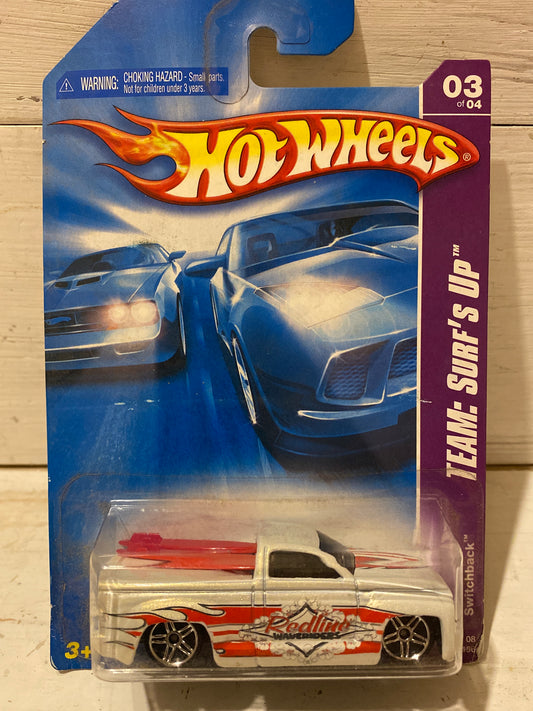 WARNING: CHOKING HAZARD - Small parts.
Not for children under 3 years.
03
of 04
HOT WHEELS®
TEAM: SURF'S UP™
Switchback™
Redline
WAVERIDERS
3+
08